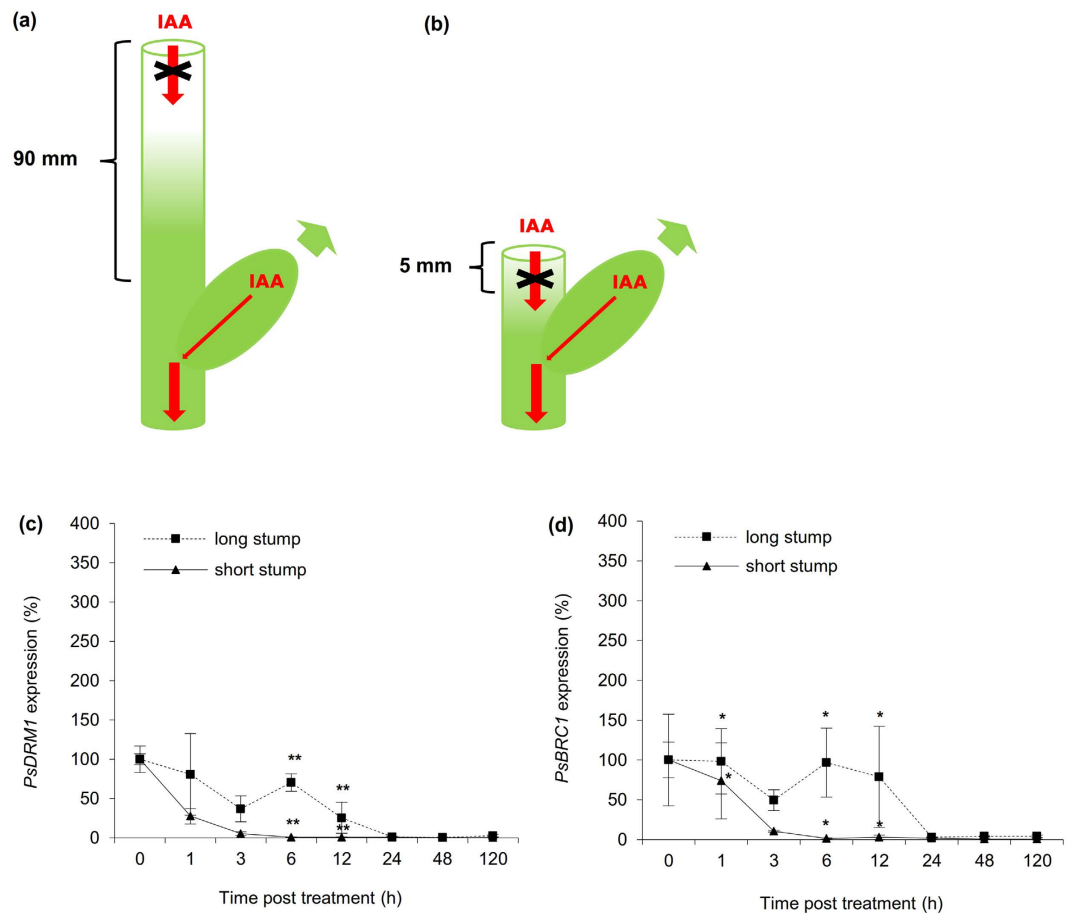 (a)
IAA
90 mm
IAA
(b)
IAA
5 mm
IAA
(c)
PsDRM1 expression (%)
400
350
300
250
200
150
100
50
0
long stump
short stump
**
**
**
**
0 1 3 6 12 24 48 120
Time post treatment (h)
(d)
PsBRC1 expression (%)
400
350
300
250
200
150
100
50
0
long stump
short stump
* * *
*
* *
0 1 3 6 12 24 48 120
Time post treatment (h)